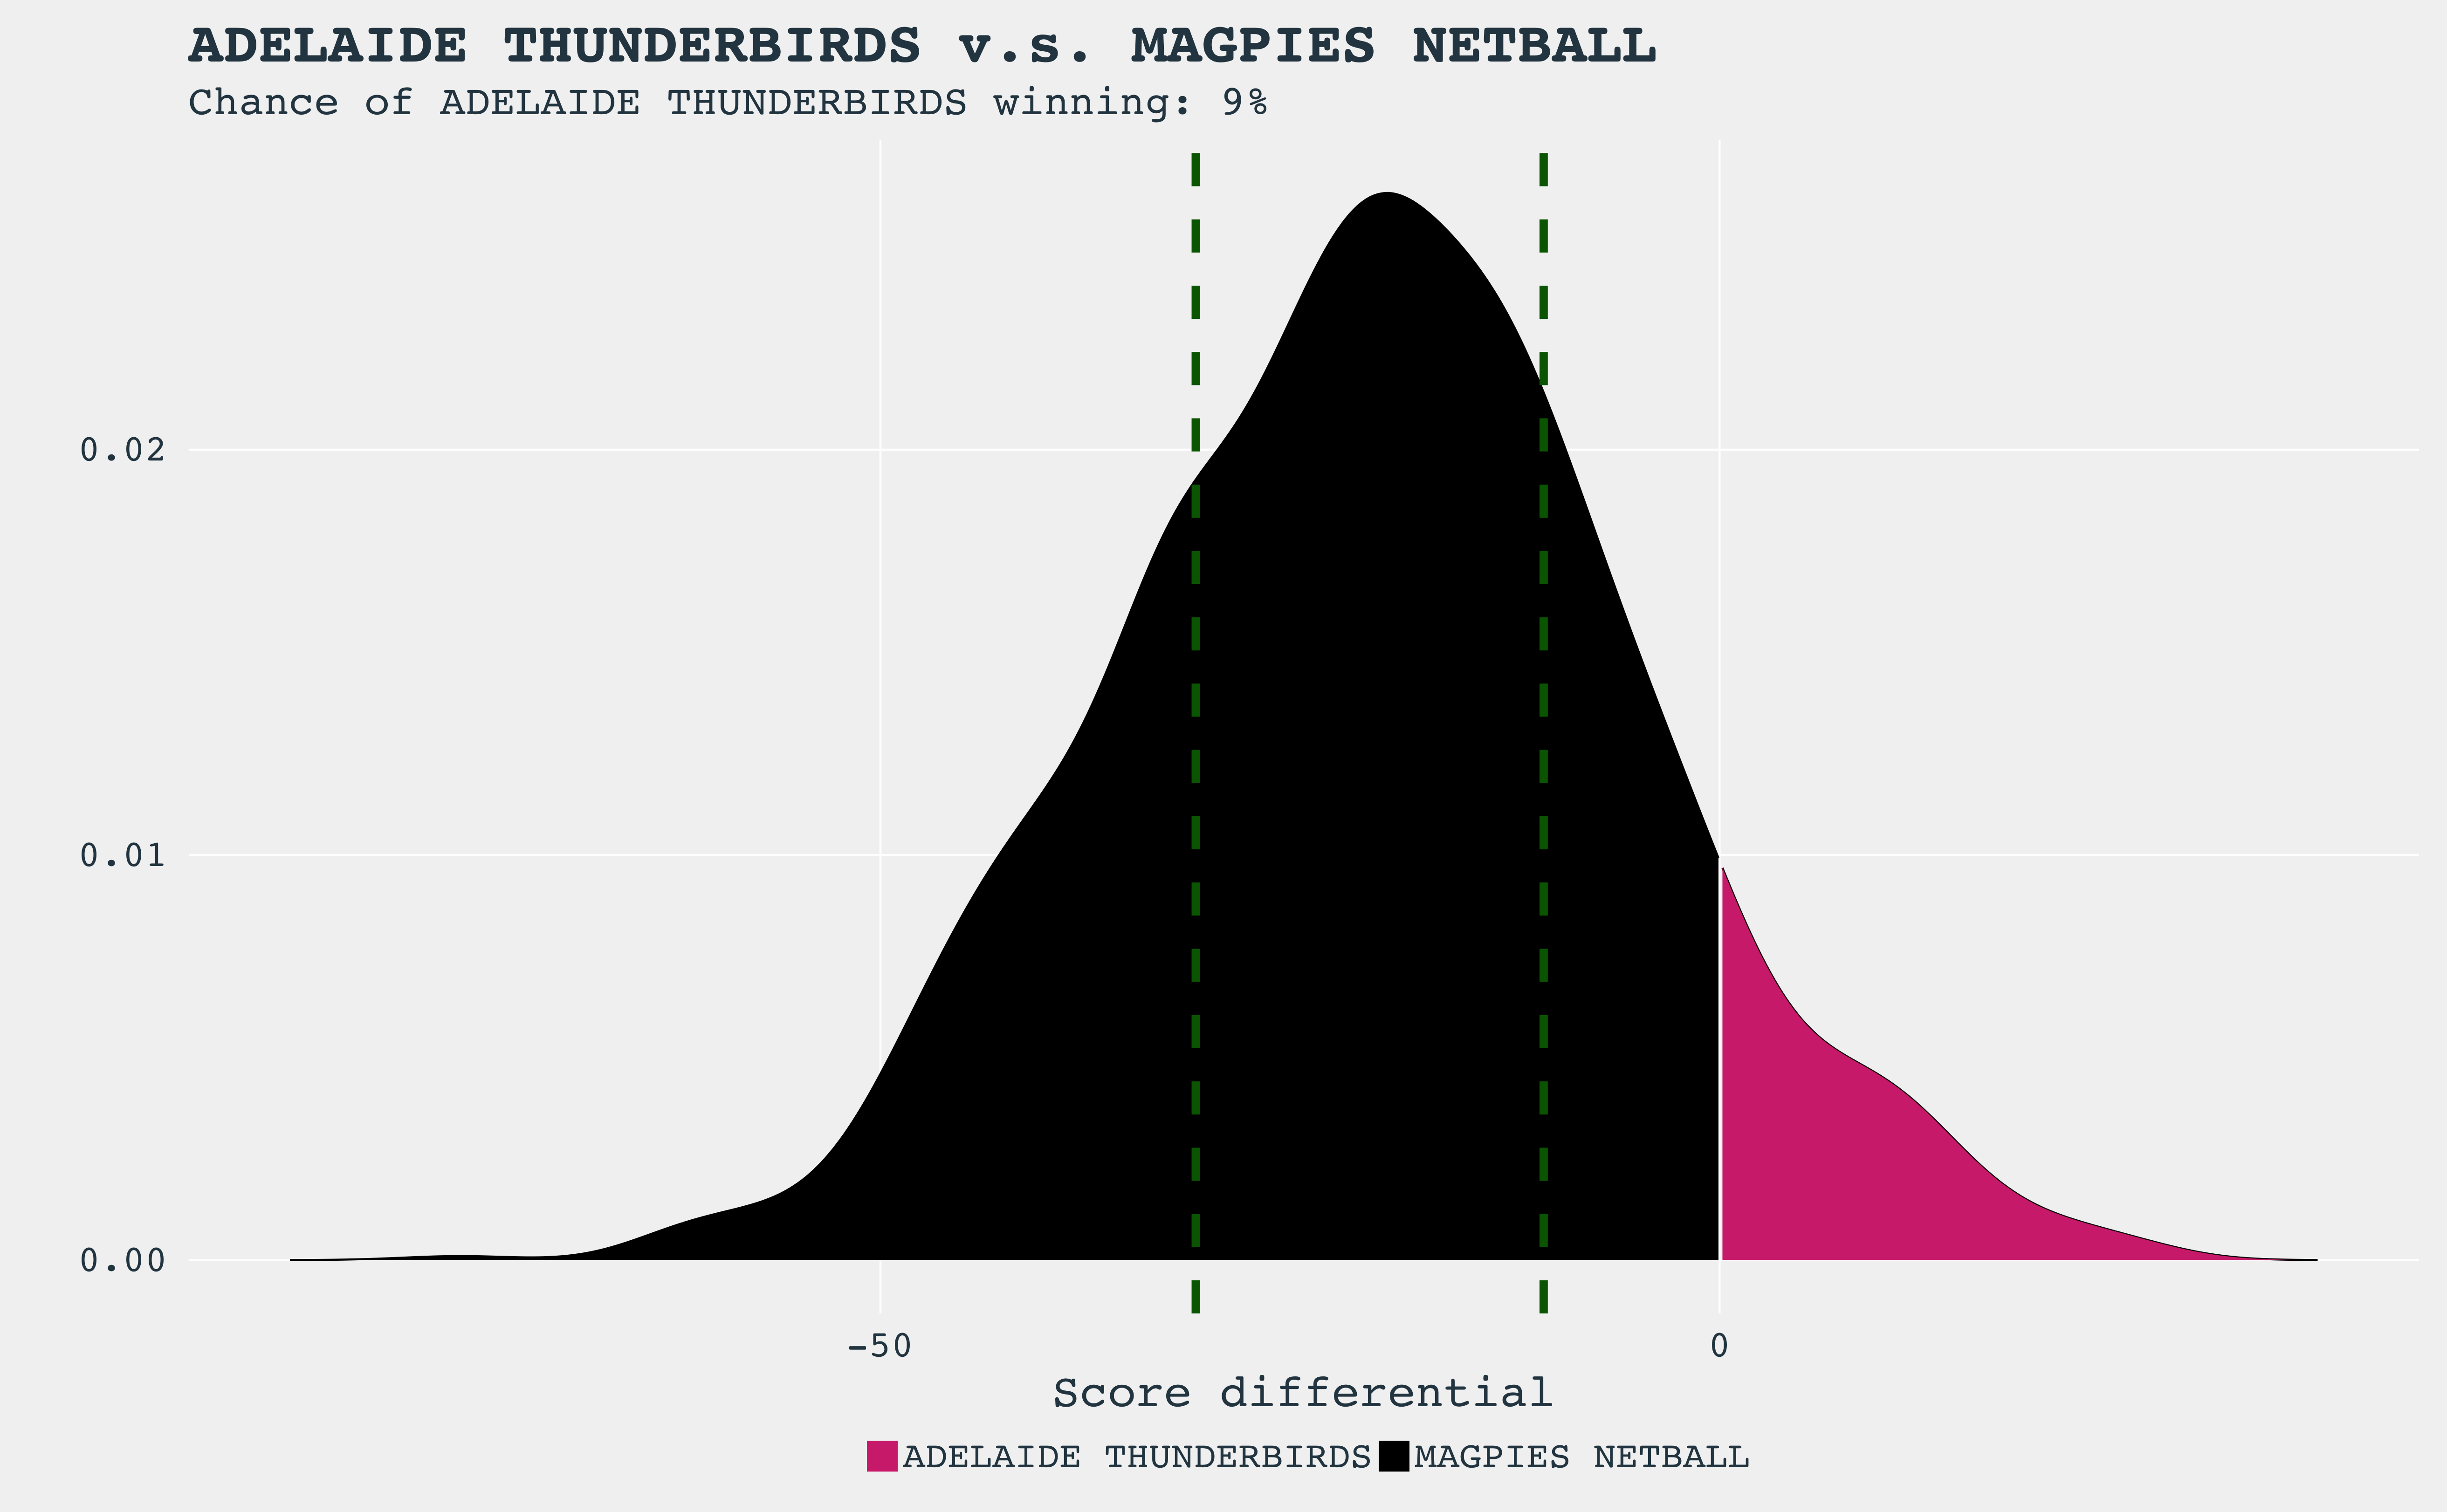 ADELAIDE THUNDERBIRDS v.s. MAGPIES NETBALL
Chance of ADELAIDE THUNDERBIRDS winning: 9%
0.02
0.01
0.00
-50 0
Score differential
ADELAIDE THUNDERBIRDS MAGPIES NETBALL